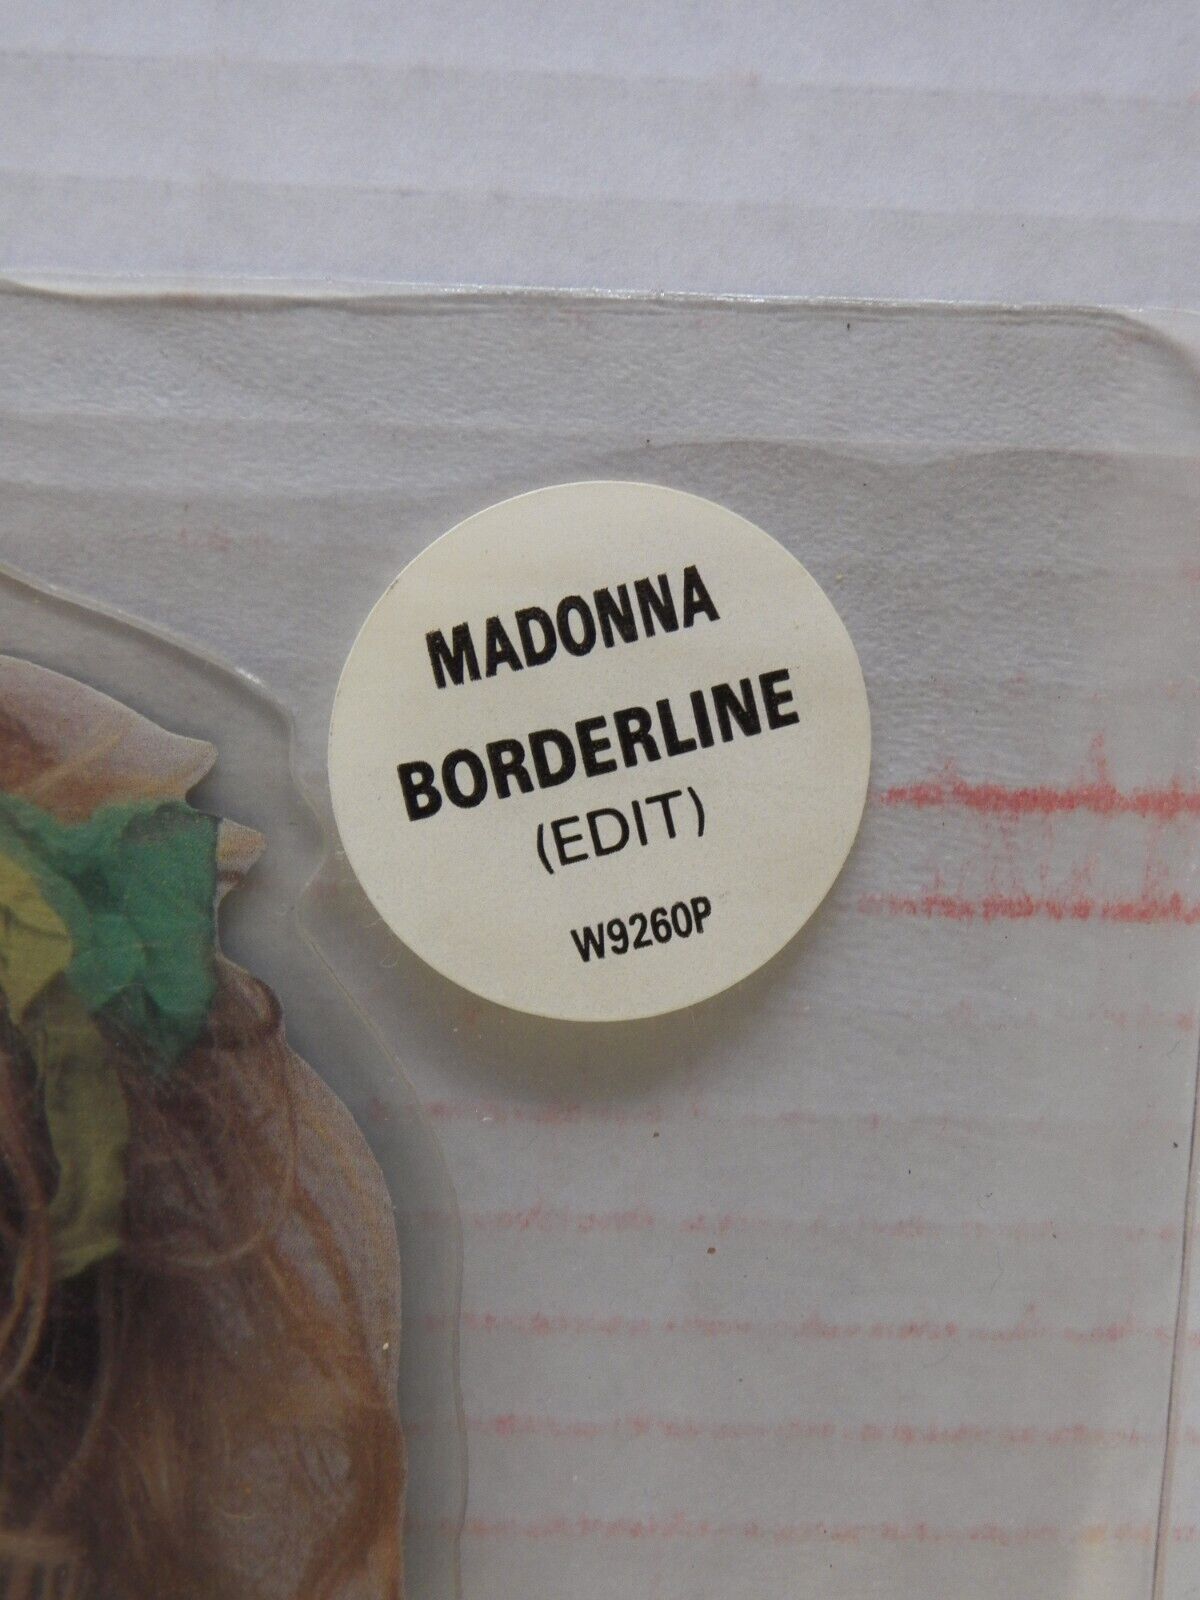 MADONNA
BORDERLINE
(EDIT)
W9260P